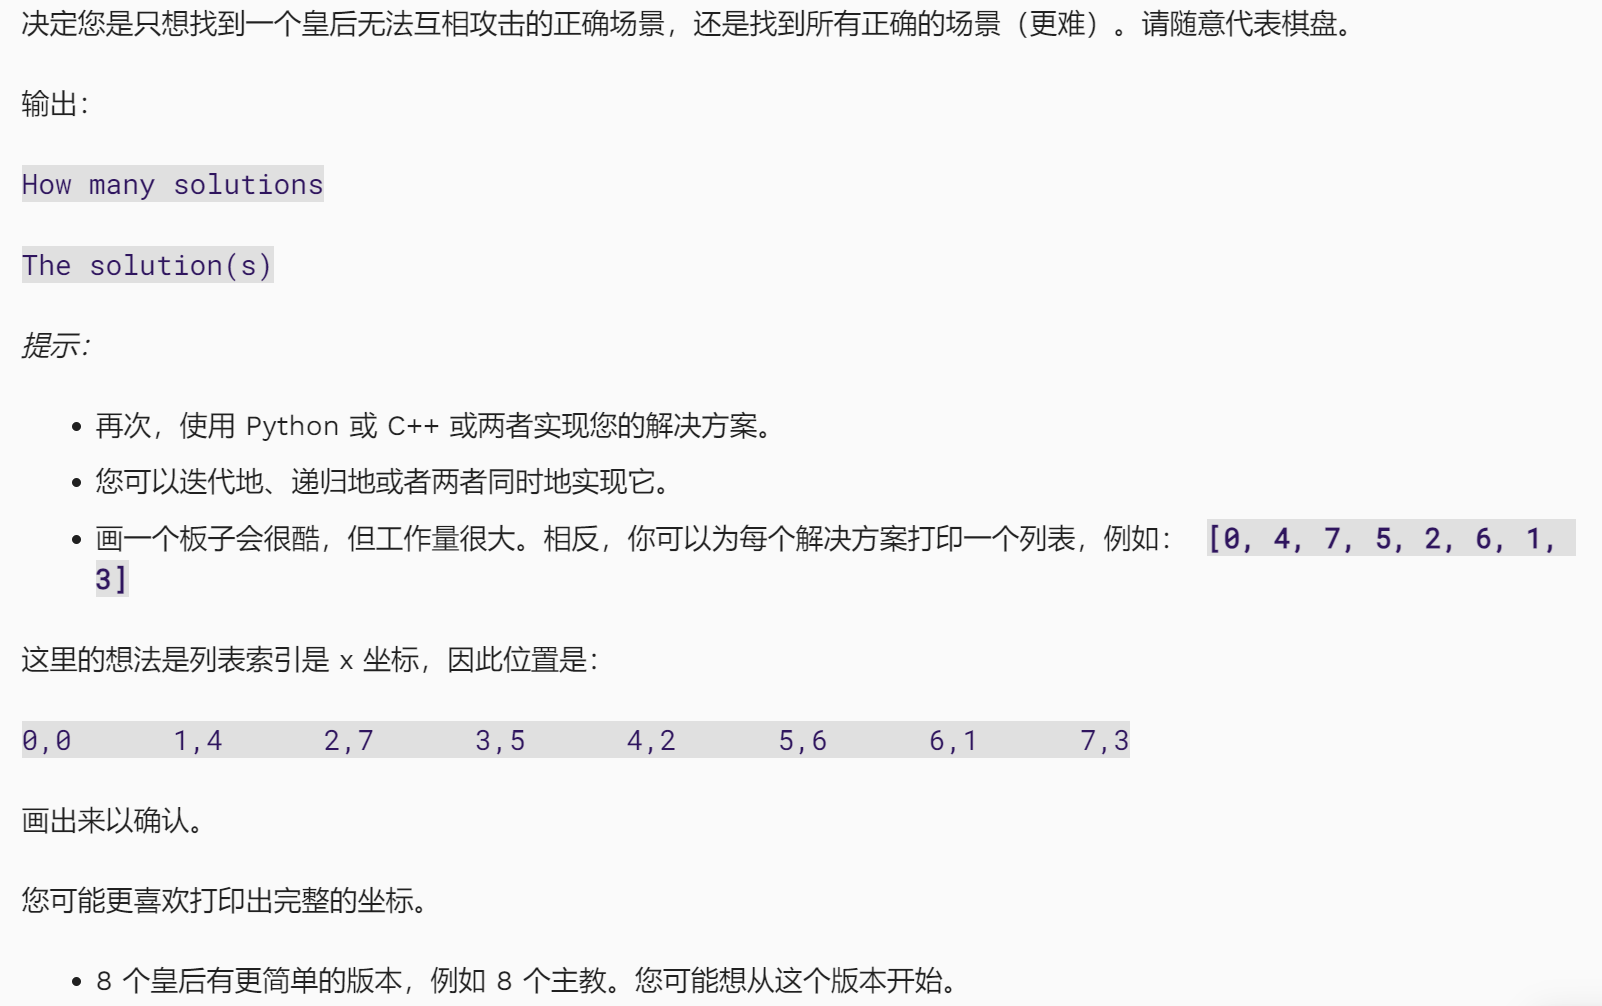 决定您是只想找到一个皇后无法互相攻击的正确场景，还是找到所有正确的场景（更难）。请随意代表棋盘。
输出：
How many solutions
The solution(s)
提示：
再次，使用 Python 或 C++ 或两者实现您的解决方案。
您可以迭代地、递归地或者两者同时地实现它。
画一个板子会很酷，但工作量很大。相反，你可以为每个解决方案打印一个列表，例如： [0, 4, 7, 5, 2, 6, 1,
3]
这里的想法是列表索引是 x 坐标，因此位置是：
0,0 1,4 2,7 3,5 4,2 5,6 6,1 7,3
画出来以确认。
您可能更喜欢打印出完整的坐标。
8 个皇后有更简单的版本，例如 8 个主教。您可能想从这个版本开始。